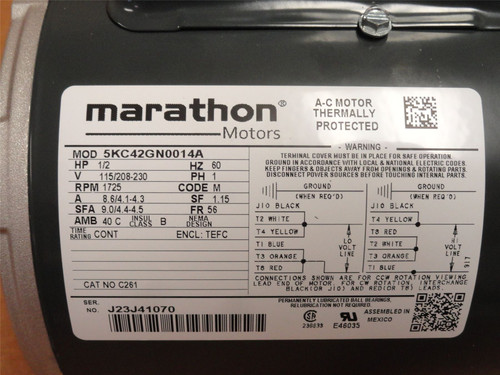 marathon®
Motors
A-C MOTOR
THERMALLY
PROTECTED
MOD 5KC42GN0014A
HP 1/2 HZ 60
V 115/208-230 PH 1
RPM 1725 CODE M
A 8.6/4.1-4.3 SF 1.15
SFA 9.0/4.4-4.5 FR 56
AMB 40 C INSUL CLASS B NEMA DESIGN
TIME RATING CONT ENCL: TEFC
CAT NO C261
SER. NO. J23J41070
- WARNING -
TERMINAL COVER MUST BE IN PLACE FOR SAFE OPERATION.
GROUND IN ACCORDANCE WITH LOCAL & NATIONAL ELECTRIC CODES.
KEEP FINGERS & OBJECTS AWAY FROM OPENINGS & ROTATING PARTS.
DISCONNECT POWER SOURCES BEFORE TOUCHING INTERNAL PARTS.
GROUND
(WHEN REQ'D)
J10 BLACK
T2 WHITE
T4 YELLOW
T1 BLUE
T3 ORANGE
T8 RED
LO
VOLT
LINE
GROUND
(WHEN REQ'D)
J10 BLACK
T4 YELLOW
T8 RED
T2 WHITE
T3 ORANGE
T1 BLUE
HI
VOLT
LINE
917
CONNECTIONS SHOWN ARE FOR CCW ROTATION VIEWING
LEAD END OF MOTOR. FOR CW ROTATION, INTERCHANGE
BLACK(OR J10) AND RED(OR T8) LEADS.
PERMANENTLY LUBRICATED BALL BEARINGS.
RELUBRICATION NOT REQUIRED.
E46035
ASSEMBLED IN
MEXICO